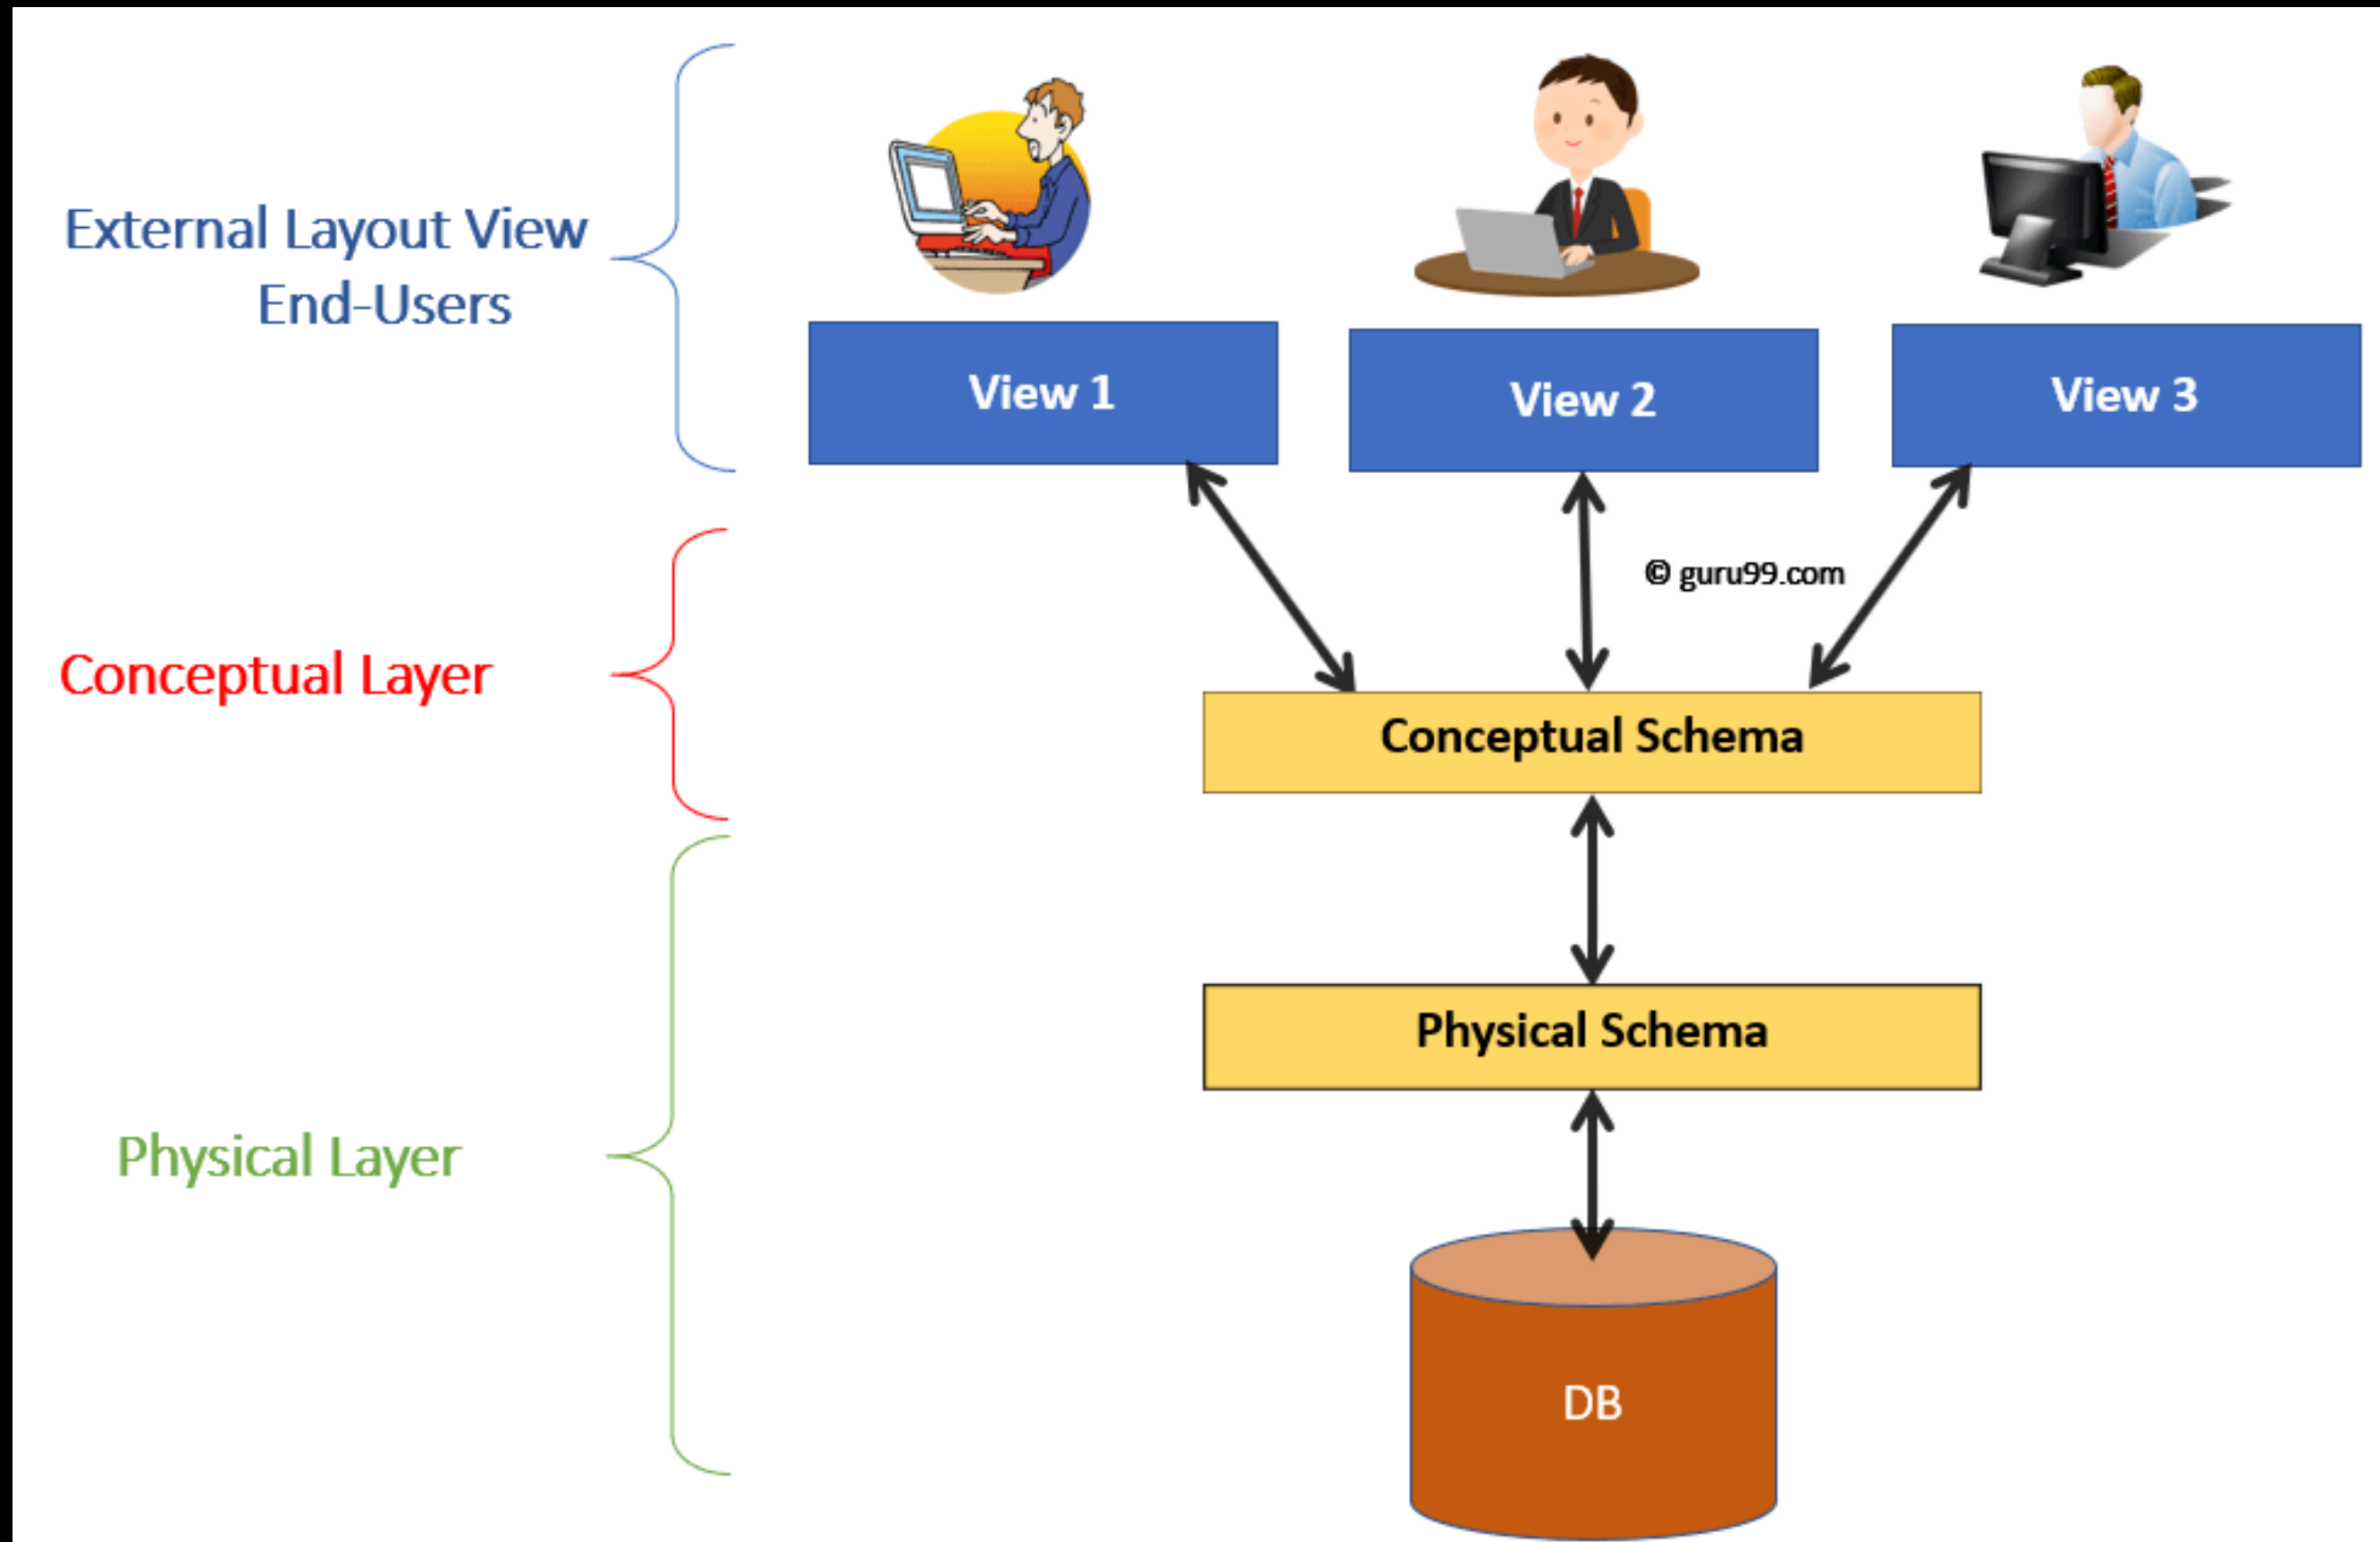 External Layout View
End-Users
View 1
View 2
View 3
© guru99.com
Conceptual Layer
Conceptual Schema
Physical Schema
Physical Layer
DB